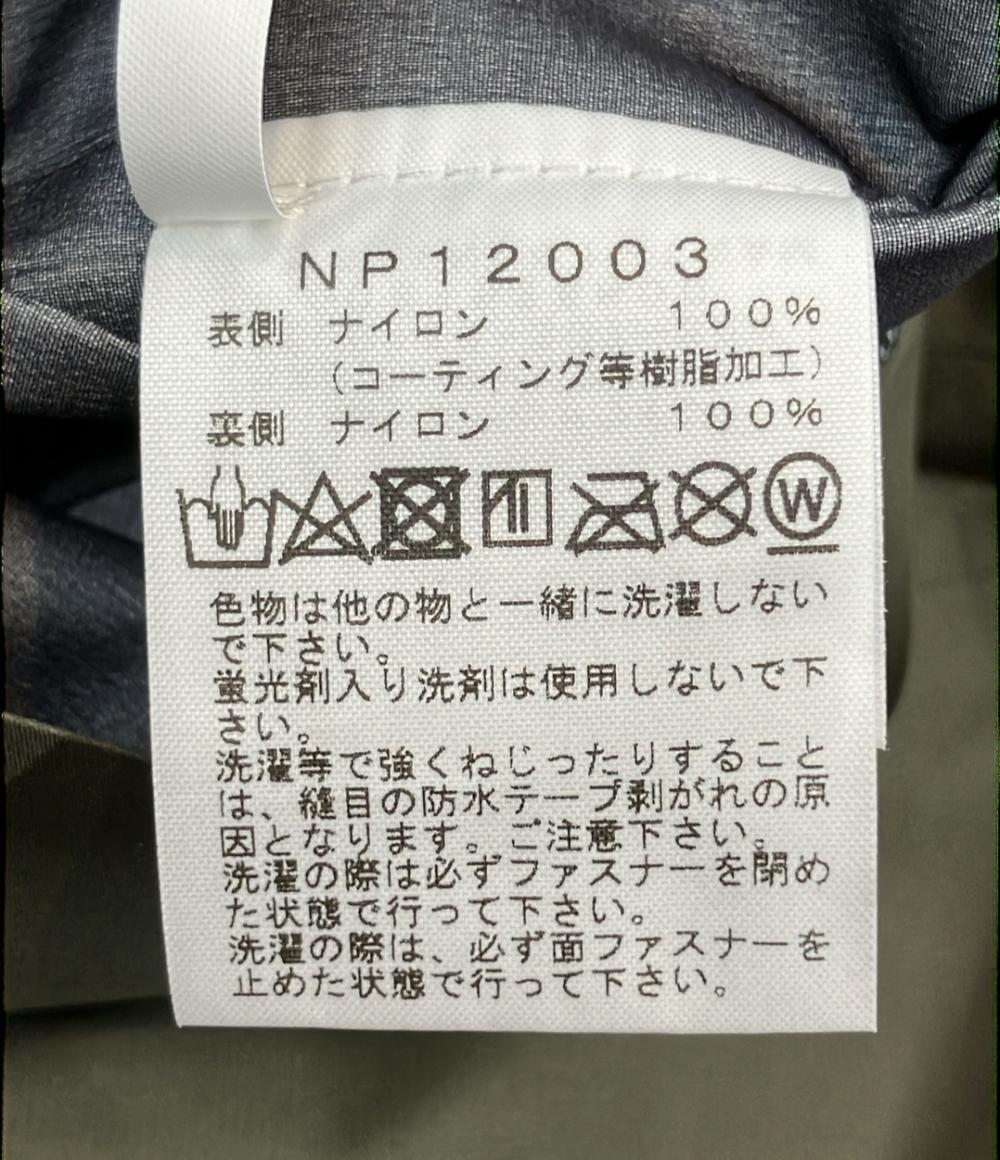 NP12003
表側 ナイロン 100%
(コーティング等樹脂加工)
裏側 ナイロン 100%
W
色物は他の物と一緒に洗濯しない
で下さい。
蛍光剤入り洗剤は使用しないで下
さい。
洗濯等で強くねじったりすること
は、縫目の防水テープ剥がれの原
因となります。ご注意下さい。
洗濯の際は必ずファスナーを閉め
た状態で行って下さい。
洗濯の際は、必ず面ファスナーを
止めた状態で行って下さい。